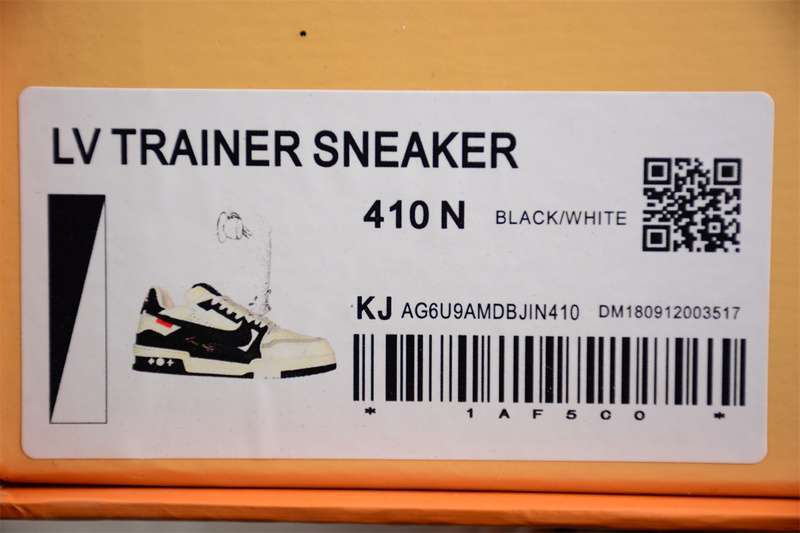 LV TRAINER SNEAKER
410 N BLACK/WHITE
KJ AG6U9AMDBJIN410 DM180912003517
* 1AF5C0 *